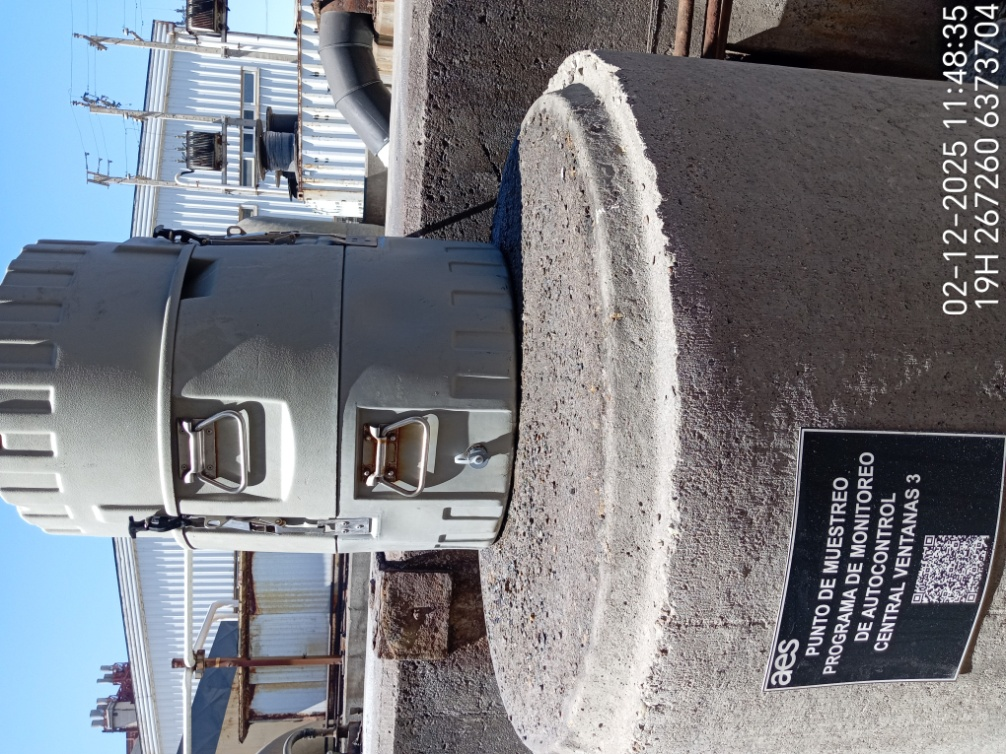 aes
PUNTO DE MUESTREO
PROGRAMA DE MONITOREO
DE AUTOCONTROL
CENTRAL VENTANAS 3
02-12-2025 11:48:35
19H 267260 6373704